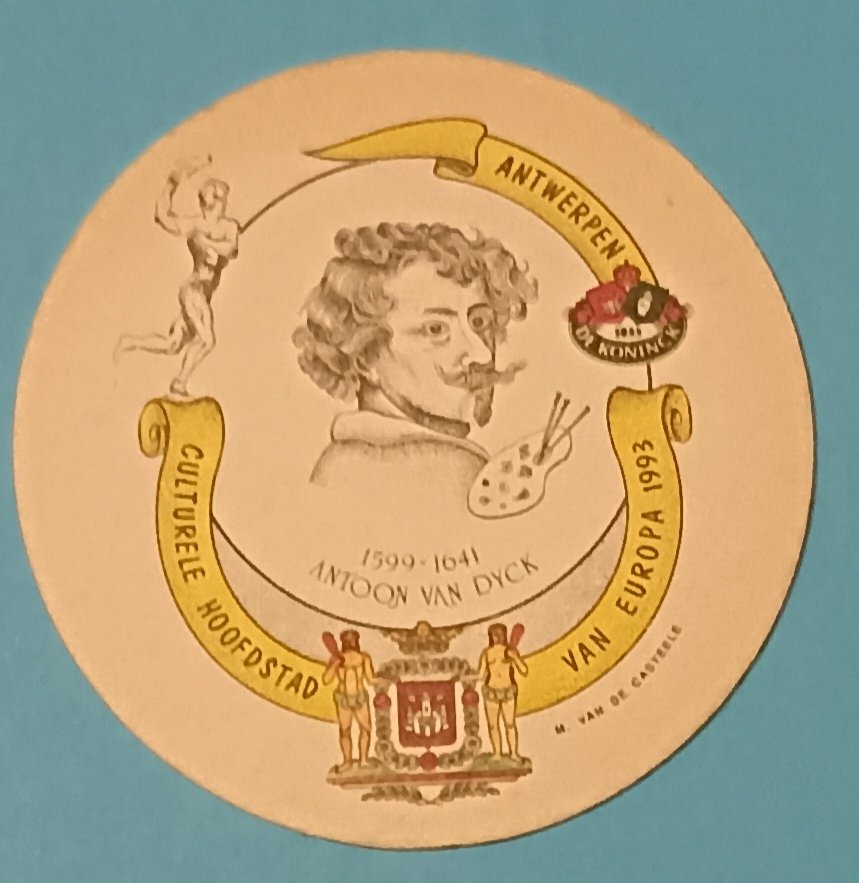 ANTWERPEN
1833
DE KONINCK
CULTURELE HOOFDSTAD
VAN EUROPA 1993
1599-1641
ANTOON VAN DYCK
M. VAN DE CASTEELE